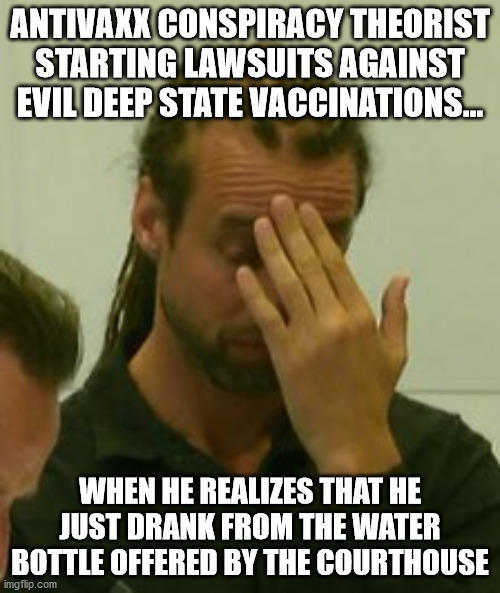 ANTIVAXX CONSPIRACY THEORIST
STARTING LAWSUITS AGAINST
EVIL DEEP STATE VACCINATIONS...
WHEN HE REALIZES THAT HE
JUST DRANK FROM THE WATER
BOTTLE OFFERED BY THE COURTHOUSE
imgflip.com